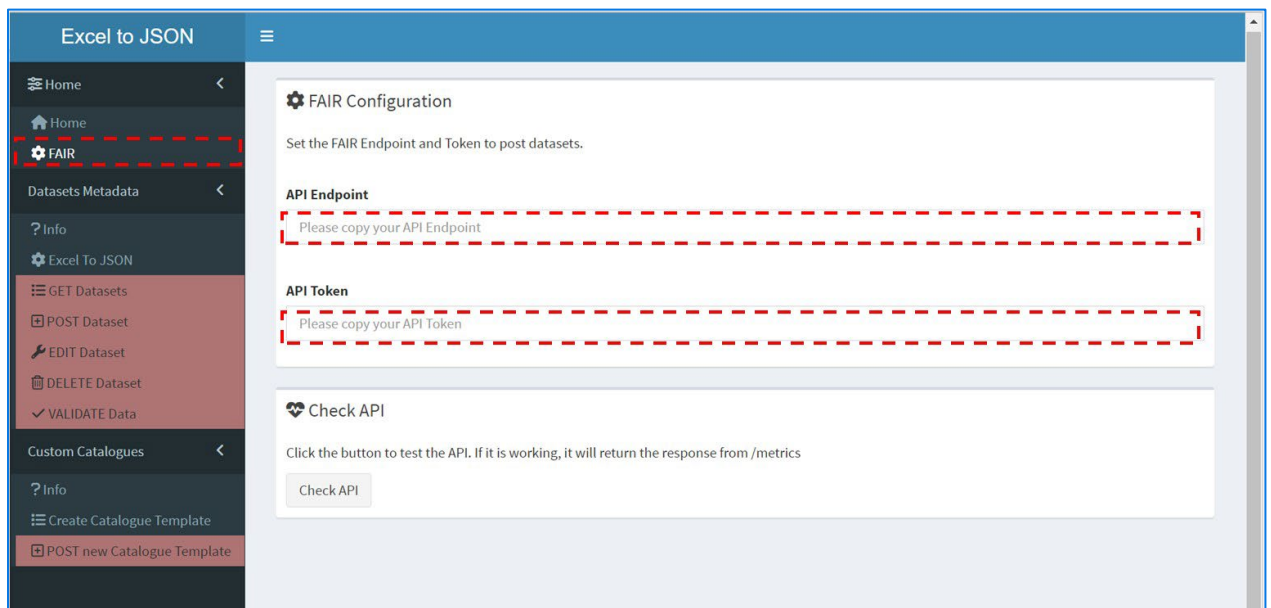 Excel to JSON
Home
Home
FAIR
Datasets Metadata
? Info
Excel To JSON
GET Datasets
POST Dataset
EDIT Dataset
DELETE Dataset
VALIDATE Data
Custom Catalogues
? Info
Create Catalogue Template
POST new Catalogue Template
FAIR Configuration
Set the FAIR Endpoint and Token to post datasets.
API Endpoint
Please copy your API Endpoint
API Token
Please copy your API Token
Check API
Click the button to test the API. If it is working, it will return the response from /metrics
Check API